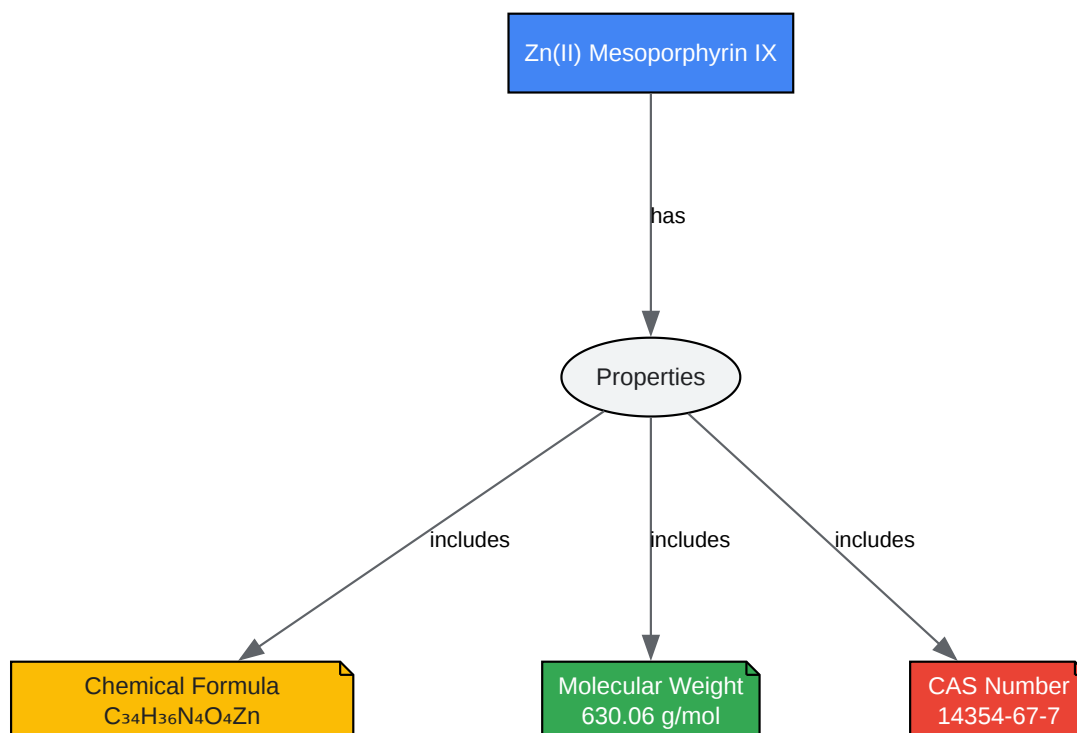 Zn(II) Mesoporphyrin IX
has
Properties
includes
includes
includes
Chemical Formula
C₃₄H₃₆N₄O₄Zn
Molecular Weight
630.06 g/mol
CAS Number
14354-67-7